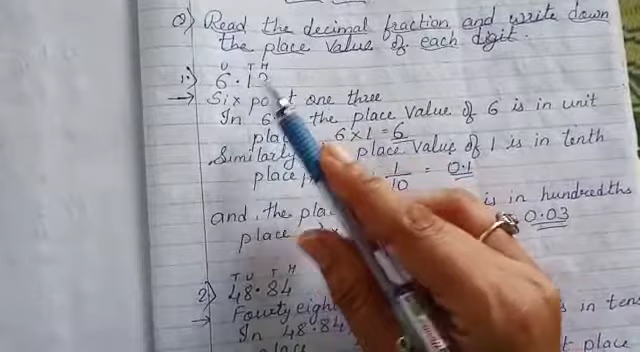 Q) Read the decimal fraction and write down
the place value of each digit.
U T H
1) 6.13
→ Six point one three
In 6 the place value of 6 is in unit
place 6×1 = 6
Similarly place value of 1 is in tenth
place 1/10 = 0.1
and, the place is in hundredths
place 0.03
T U T H
2) 48.84
→ Fourty eight is in tens
In 48.84 place
place